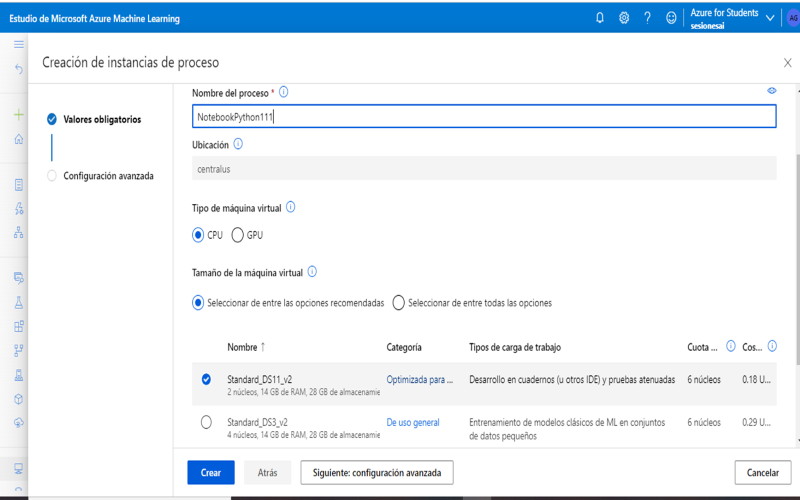 Estudio de Microsoft Azure Machine Learning
Azure for Students
sesionesai
AG
Creación de instancias de proceso
Valores obligatorios
Configuración avanzada
Nombre del proceso *
NotebookPython111
Ubicación
centralus
Tipo de máquina virtual
CPU GPU
Tamaño de la máquina virtual
Seleccionar de entre las opciones recomendadas Seleccionar de entre todas las opciones
Nombre ↑ Categoría Tipos de carga de trabajo Cuota ... Cos...
Standard_DS11_v2 Optimizada para ... Desarrollo en cuadernos (u otros IDE) y pruebas atenuadas 6 núcleos 0.18 U...
2 núcleos, 14 GB de RAM, 28 GB de almacenamie
Standard_DS3_v2 De uso general Entrenamiento de modelos clásicos de ML en conjuntos de datos pequeños 6 núcleos 0.29 U...
4 núcleos, 14 GB de RAM, 28 GB de almacenamie
Crear Atrás Siguiente: configuración avanzada Cancelar